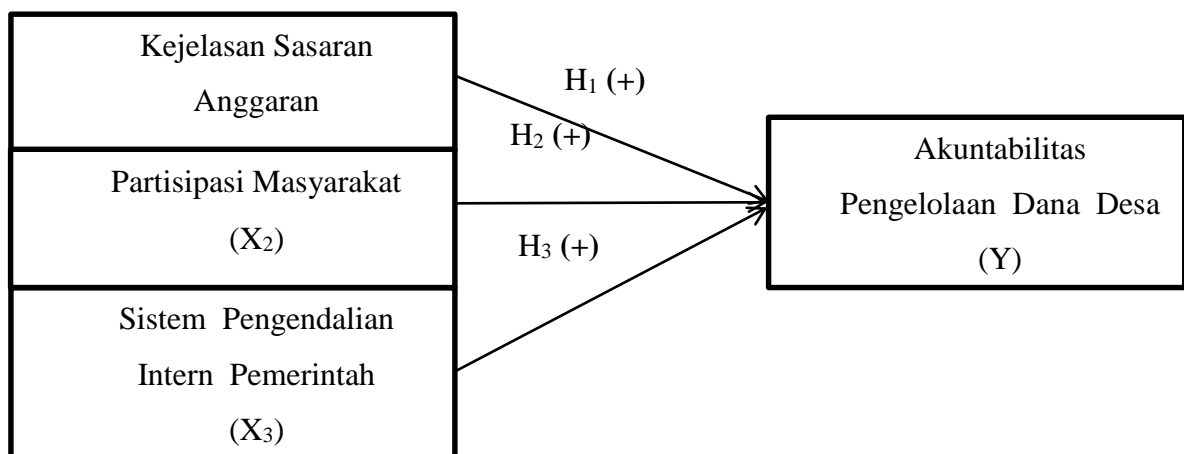 Kejelasan Sasaran
Anggaran
Partisipasi Masyarakat
(X₂)
Sistem Pengendalian
Intern Pemerintah
(X₃)
H₁ (+)
H₂ (+)
H₃ (+)
Akuntabilitas
Pengelolaan Dana Desa
(Y)